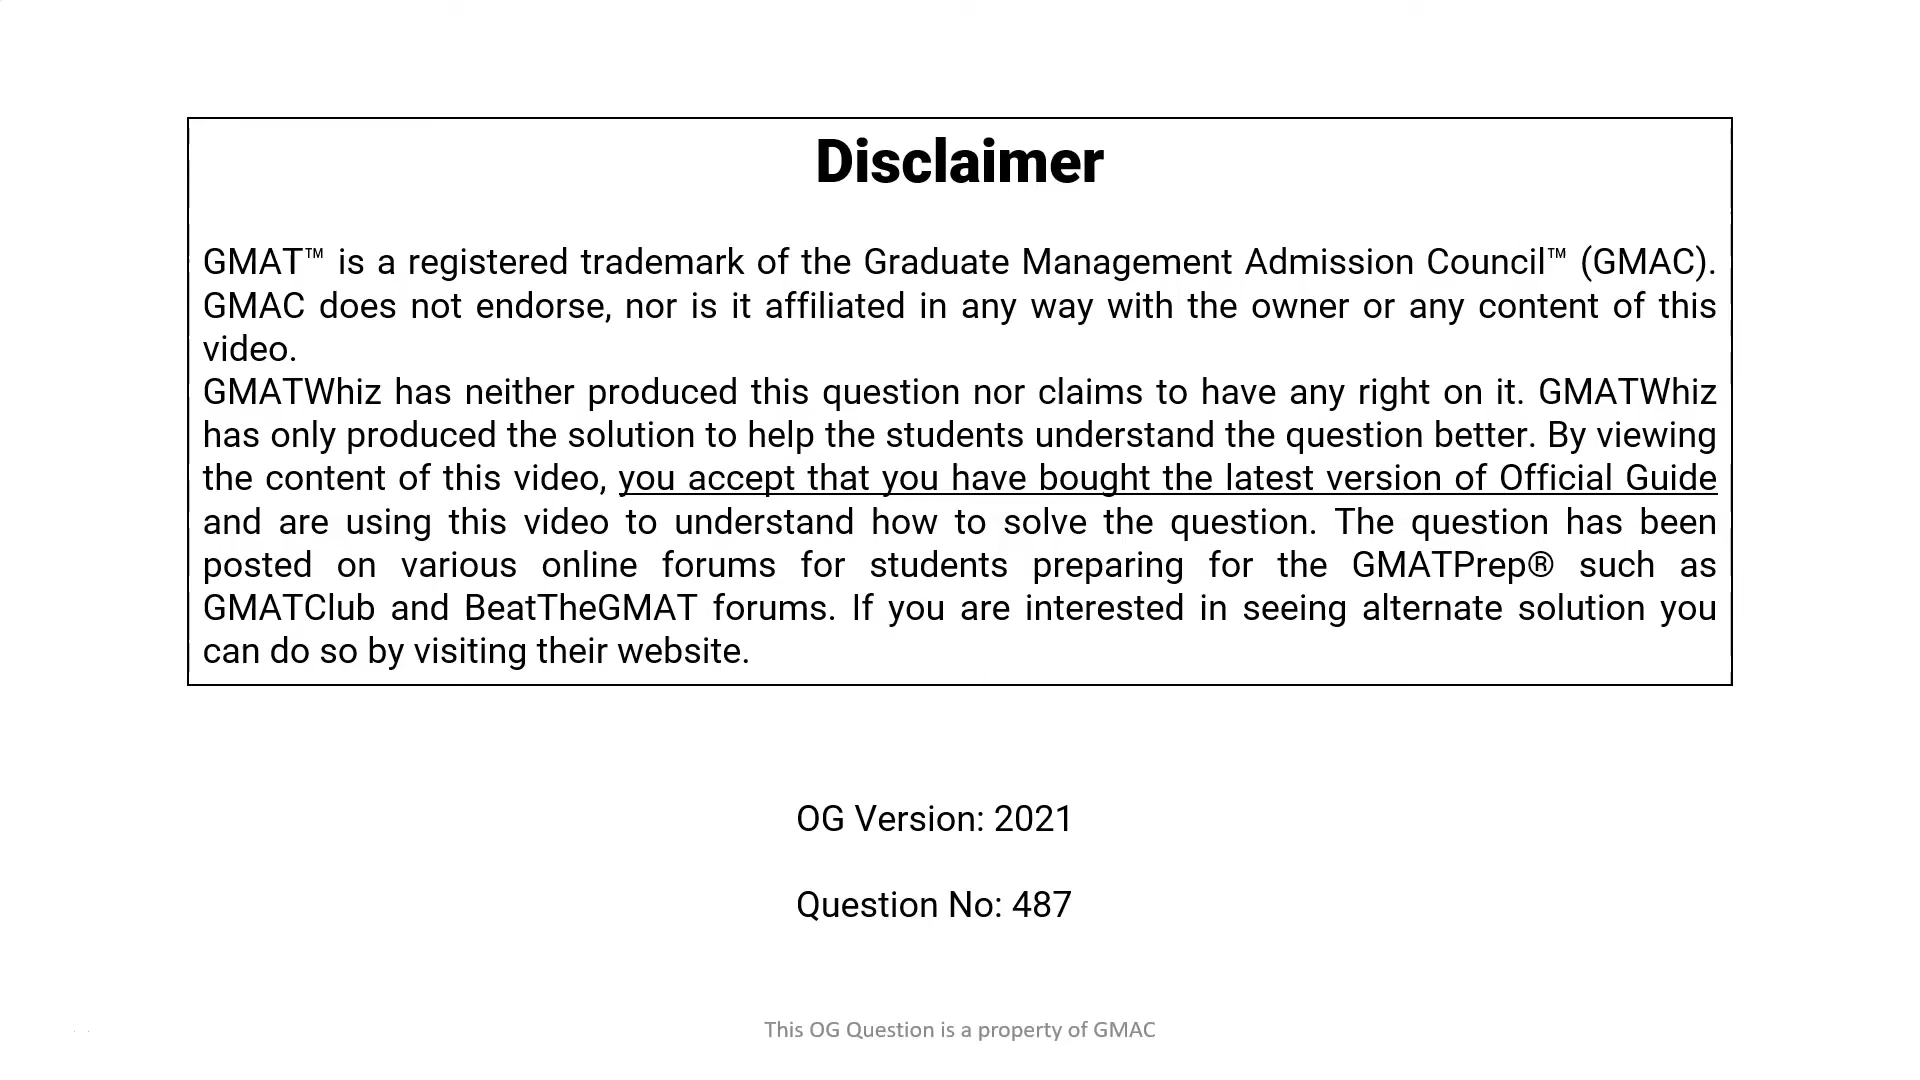 Disclaimer
GMAT™ is a registered trademark of the Graduate Management Admission Council™ (GMAC).
GMAC does not endorse, nor is it affiliated in any way with the owner or any content of this
video.
GMATWhiz has neither produced this question nor claims to have any right on it. GMATWhiz
has only produced the solution to help the students understand the question better. By viewing
the content of this video, you accept that you have bought the latest version of Official Guide
and are using this video to understand how to solve the question. The question has been
posted on various online forums for students preparing for the GMATPrep® such as
GMATClub and BeatTheGMAT forums. If you are interested in seeing alternate solution you
can do so by visiting their website.
OG Version: 2021
Question No: 487
This OG Question is a property of GMAC